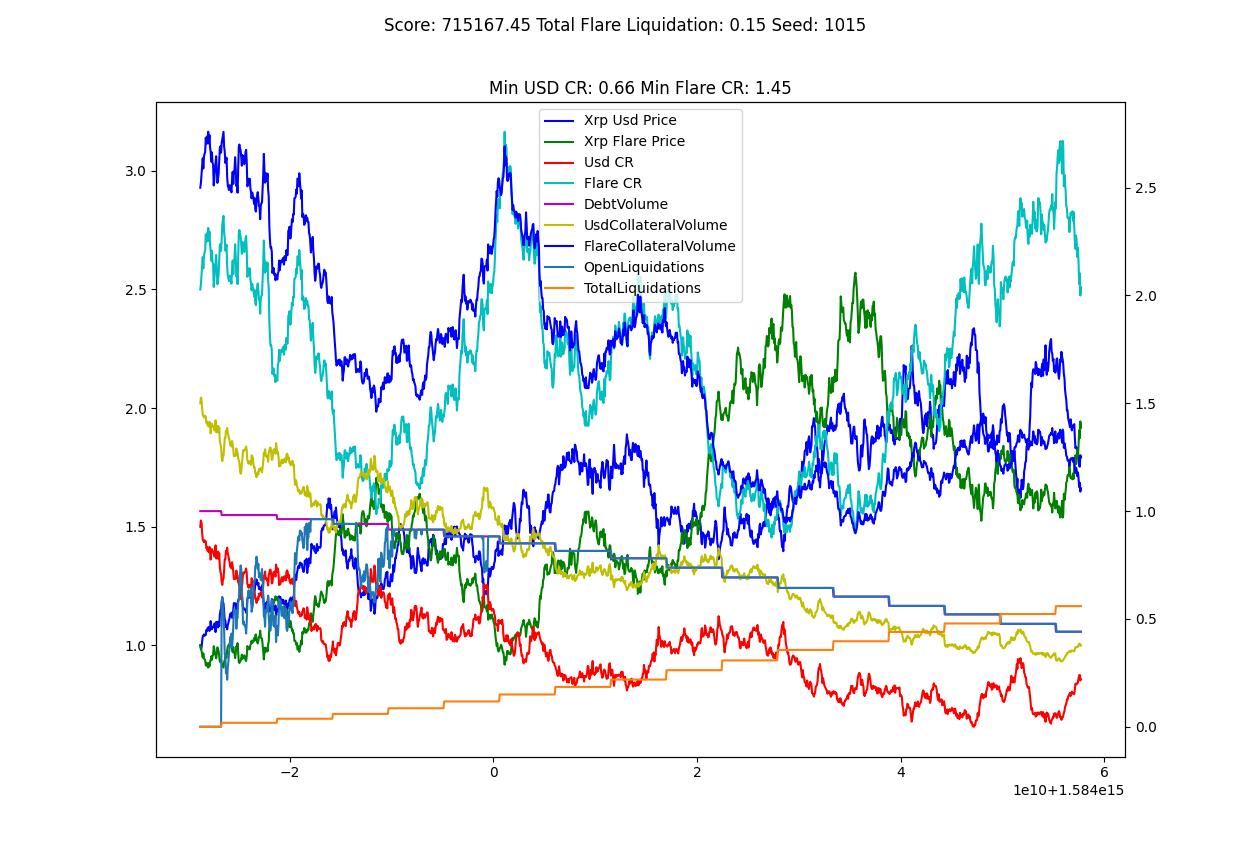 Score: 715167.45 Total Flare Liquidation: 0.15 Seed: 1015
Min USD CR: 0.66 Min Flare CR: 1.45
Xrp Usd Price
Xrp Flare Price
Usd CR
Flare CR
DebtVolume
UsdCollateralVolume
FlareCollateralVolume
OpenLiquidations
TotalLiquidations
3.0
2.5
2.0
1.5
1.0
2.5
2.0
1.5
1.0
0.5
0.0
−2 0 2 4 6
1e10+1.584e15